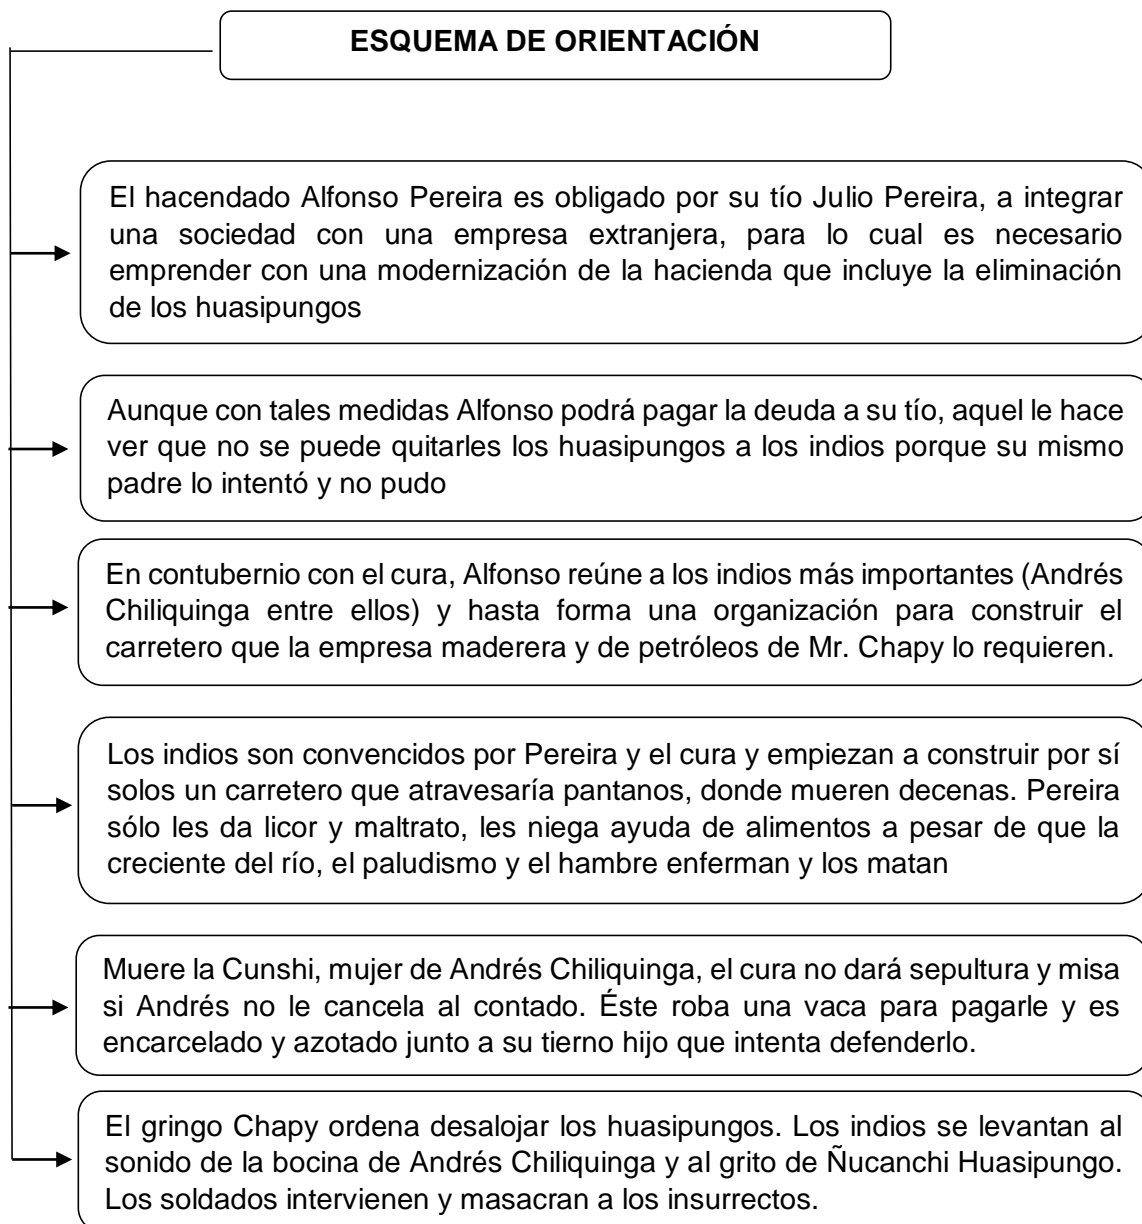 ESQUEMA DE ORIENTACIÓN
El hacendado Alfonso Pereira es obligado por su tío Julio Pereira, a integrar
una sociedad con una empresa extranjera, para lo cual es necesario
emprender con una modernización de la hacienda que incluye la eliminación
de los huasipungos
Aunque con tales medidas Alfonso podrá pagar la deuda a su tío, aquel le hace
ver que no se puede quitarles los huasipungos a los indios porque su mismo
padre lo intentó y no pudo
En contubernio con el cura, Alfonso reúne a los indios más importantes (Andrés
Chiliquinga entre ellos) y hasta forma una organización para construir el
carretero que la empresa maderera y de petróleos de Mr. Chapy lo requieren.
Los indios son convencidos por Pereira y el cura y empiezan a construir por sí
solos un carretero que atravesaría pantanos, donde mueren decenas. Pereira
sólo les da licor y maltrato, les niega ayuda de alimentos a pesar de que la
creciente del río, el paludismo y el hambre enferman y los matan
Muere la Cunshi, mujer de Andrés Chiliquinga, el cura no dará sepultura y misa
si Andrés no le cancela al contado. Éste roba una vaca para pagarle y es
encarcelado y azotado junto a su tierno hijo que intenta defenderlo.
El gringo Chapy ordena desalojar los huasipungos. Los indios se levantan al
sonido de la bocina de Andrés Chiliquinga y al grito de Ñucanchi Huasipungo.
Los soldados intervienen y masacran a los insurrectos.